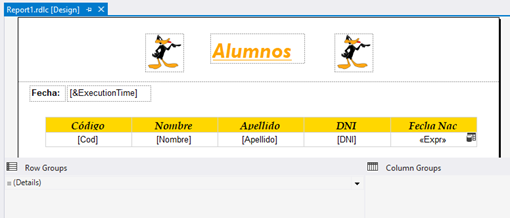 Report1.rdlc [Design]
Alumnos
Fecha: [&ExecutionTime]
Código Nombre Apellido DNI Fecha Nac
[Cod] [Nombre] [Apellido] [DNI] «Expr»
Row Groups Column Groups
(Details)